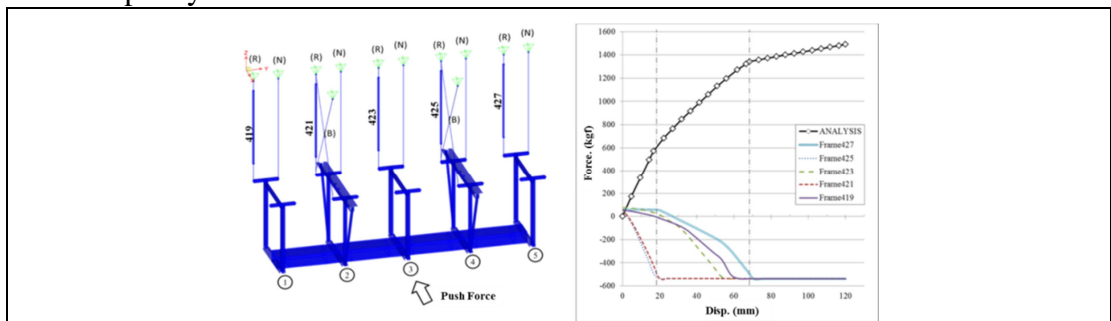 (R)
(N)
(R)
(N)
(R)
(N)
(R)
(N)
(R)
(N)
Z
Y
419
421
423
425
427
(B)
(B)
1
2
3
4
5
Push Force
1600
1400
1200
1000
800
600
400
200
0
-200
-400
-600
Force. (kgf)
ANALYSIS
Frame427
Frame425
Frame423
Frame421
Frame419
0 20 40 60 80 100 120
Disp. (mm)